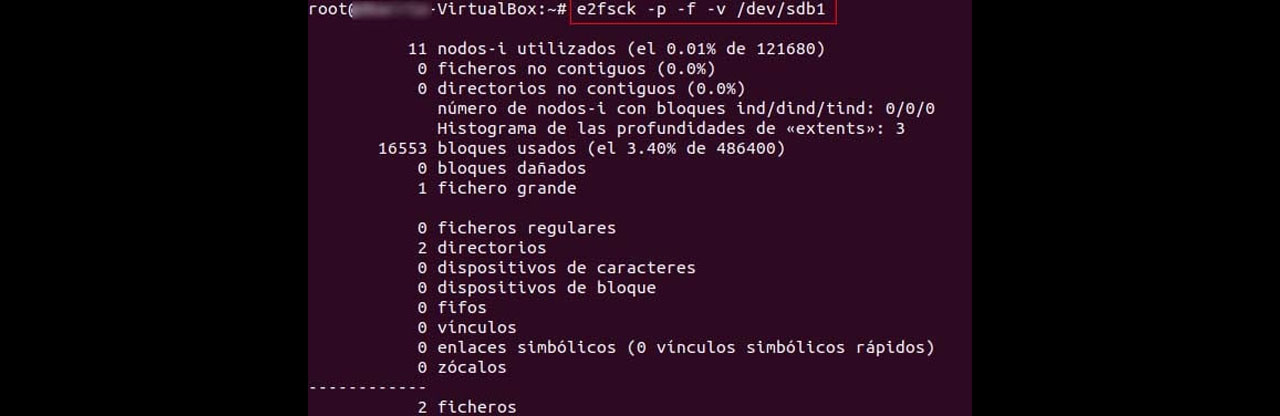 root@ -VirtualBox:~# e2fsck -p -f -v /dev/sdb1
11 nodos-i utilizados (el 0.01% de 121680)
0 ficheros no contiguos (0.0%)
0 directorios no contiguos (0.0%)
número de nodos-i con bloques ind/dind/tind: 0/0/0
Histograma de las profundidades de «extents»: 3
16553 bloques usados (el 3.40% de 486400)
0 bloques dañados
1 fichero grande
0 ficheros regulares
2 directorios
0 dispositivos de caracteres
0 dispositivos de bloque
0 fifos
0 vínculos
0 enlaces simbólicos (0 vínculos simbólicos rápidos)
0 zócalos
------------
2 ficheros